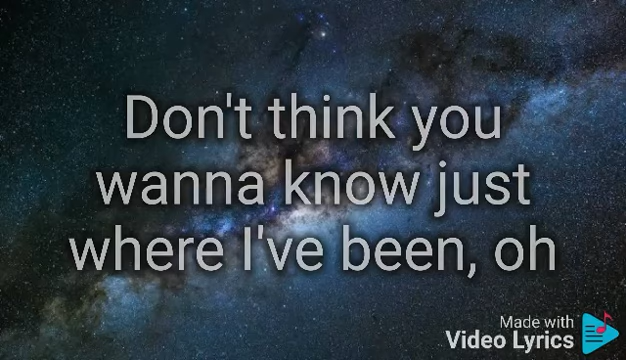 Don't think you
wanna know just
where I've been, oh
Made with
Video Lyrics